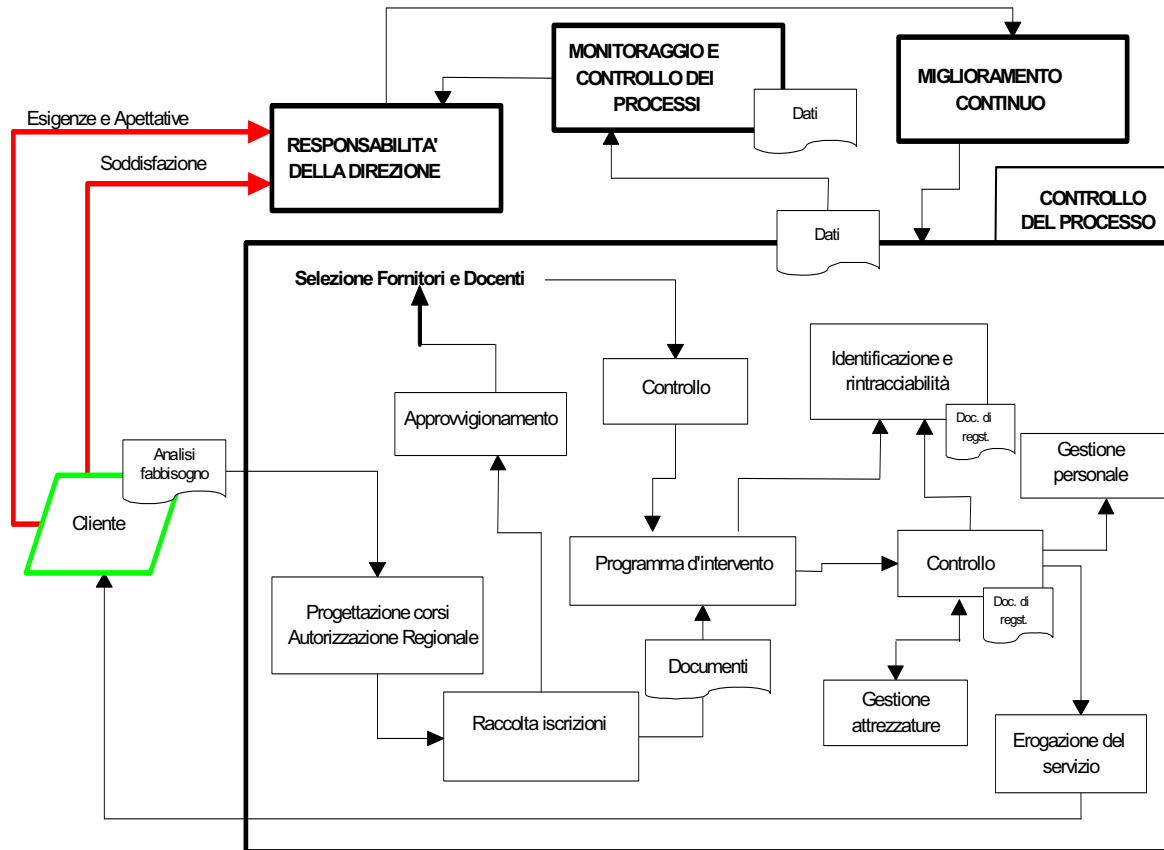 MONITORAGGIO E
CONTROLLO DEI
PROCESSI
Dati
MIGLIORAMENTO
CONTINUO
Esigenze e Apettative
RESPONSABILITA'
DELLA DIREZIONE
Soddisfazione
CONTROLLO
DEL PROCESSO
Dati
Selezione Fornitori e Docenti
Identificazione e
rintracciabilità
Doc. di
regst.
Controllo
Approvvigionamento
Analisi
fabbisogno
Gestione
personale
Cliente
Programma d'intervento
Controllo
Doc. di
regst.
Progettazione corsi
Autorizzazione Regionale
Documenti
Gestione
attrezzature
Raccolta iscrizioni
Erogazione del
servizio